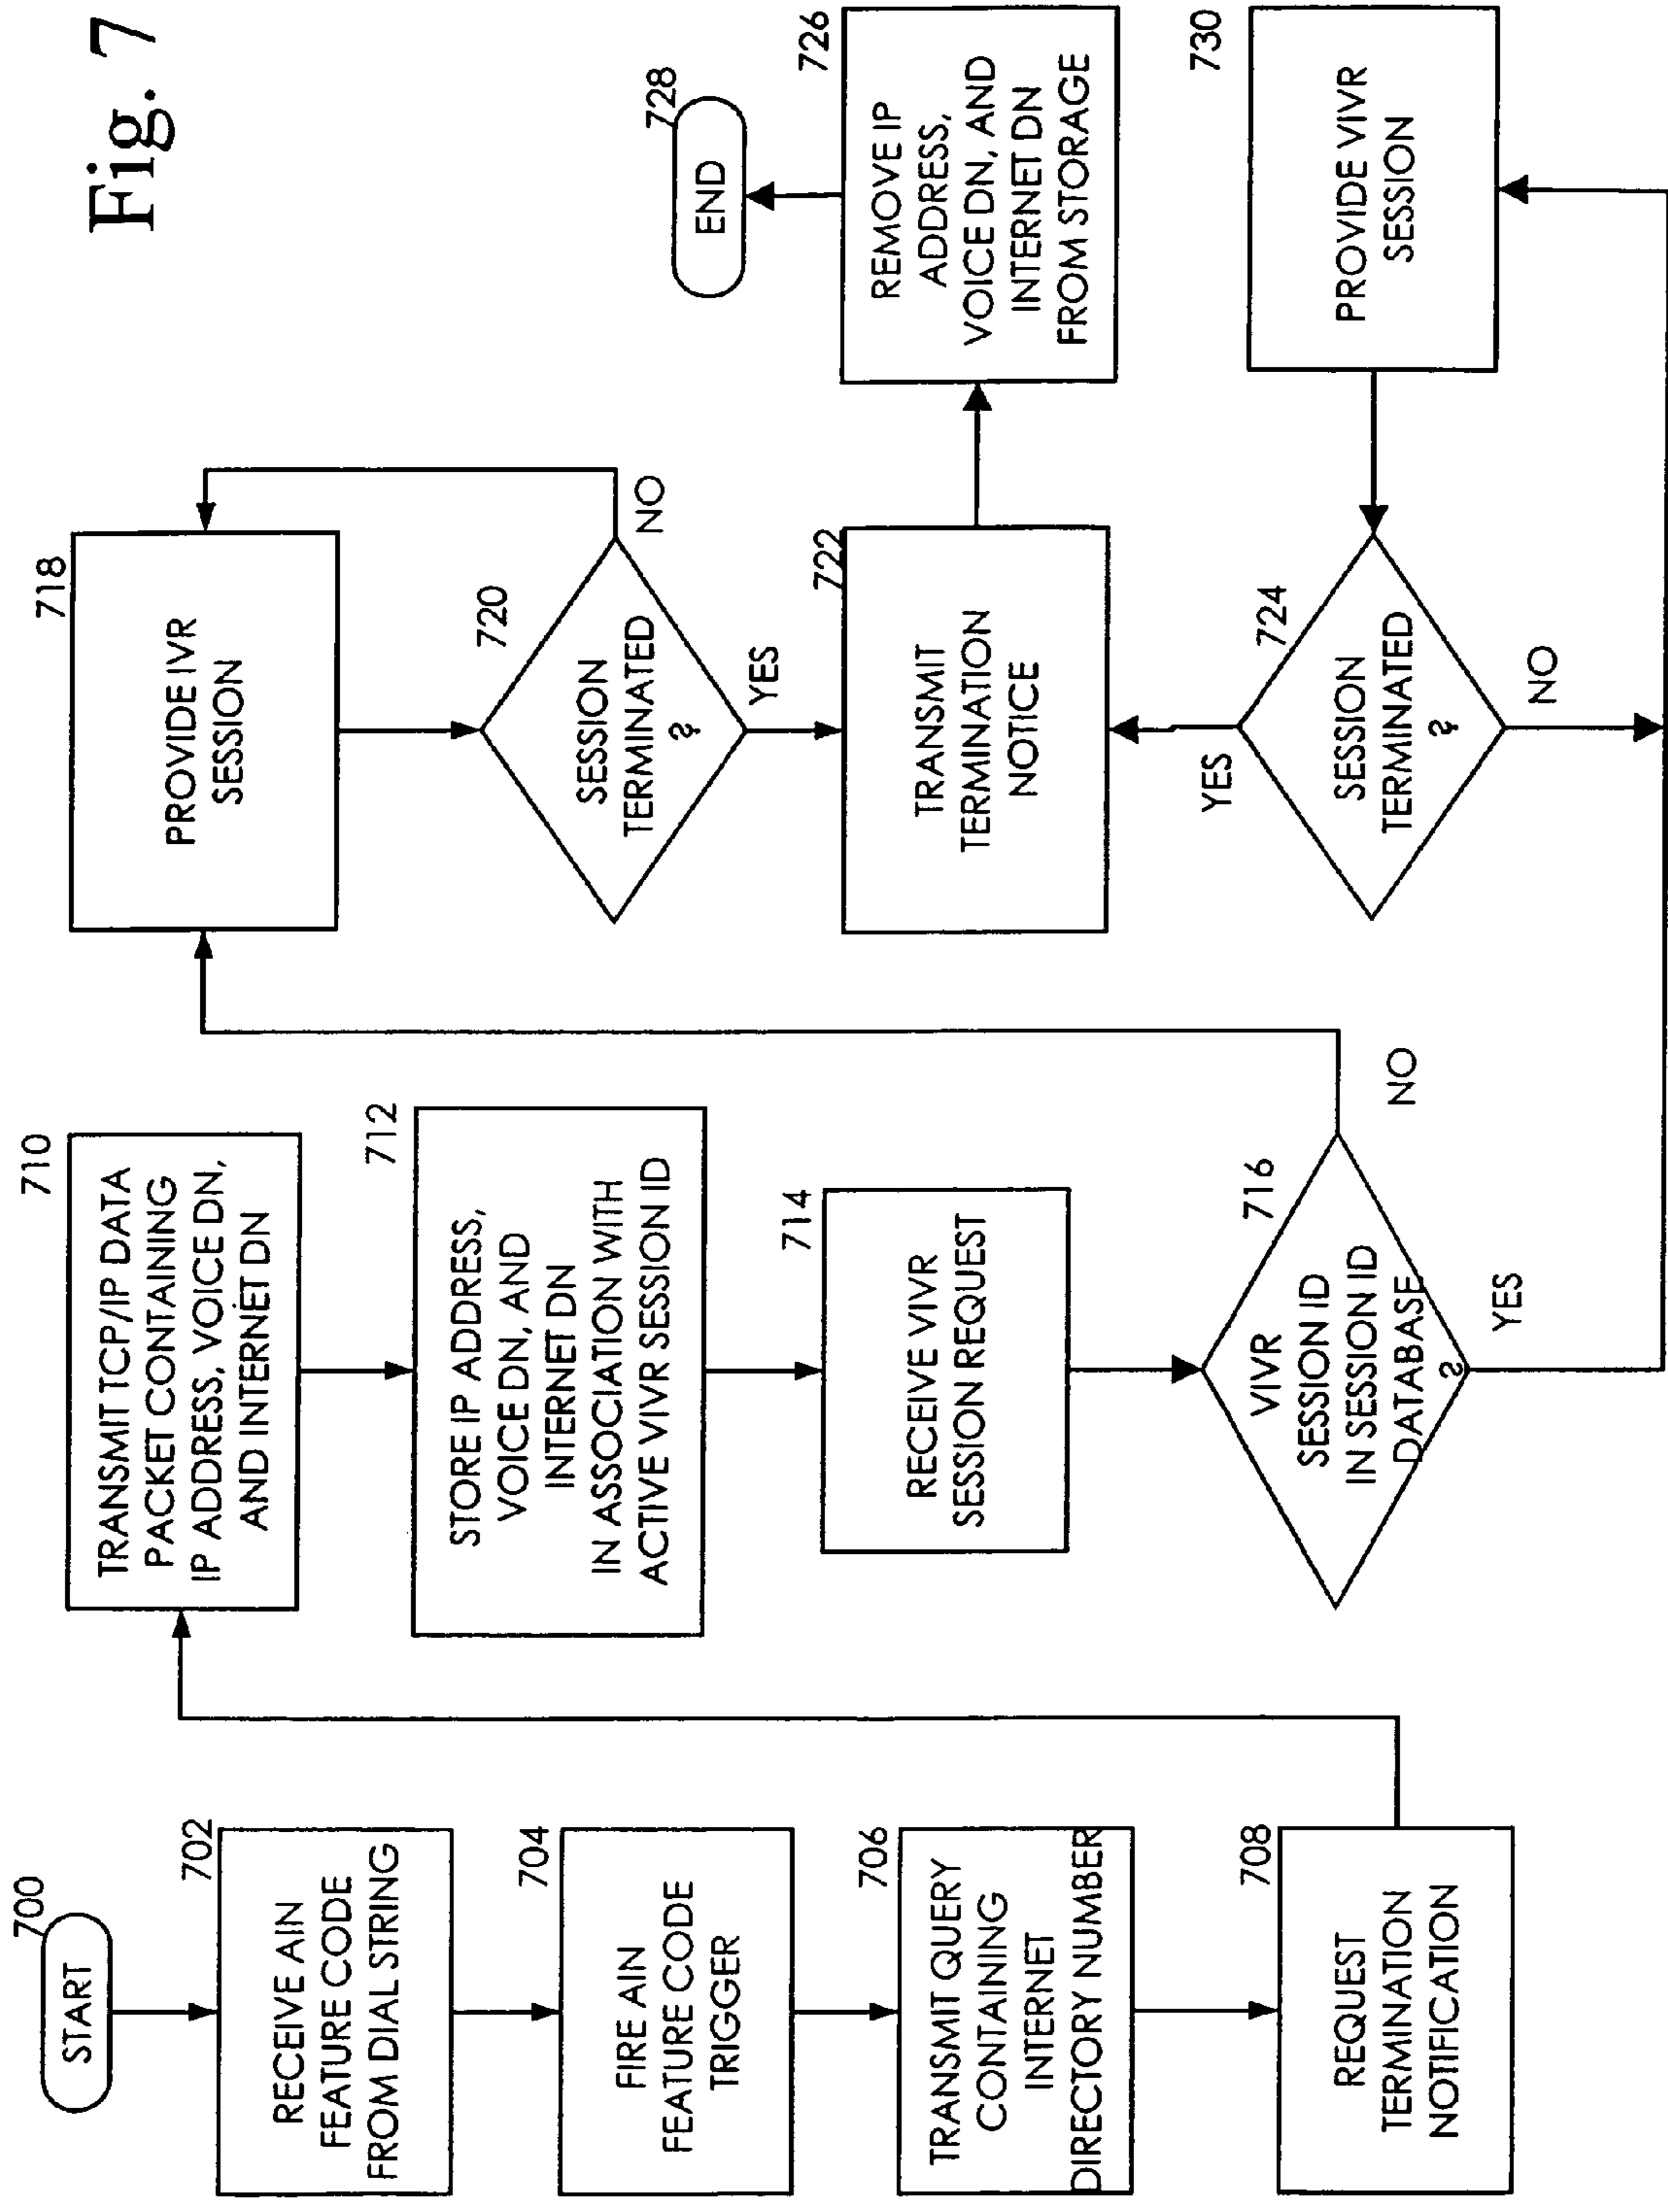 Fig. 7
700
START
702
RECEIVE AIN
FEATURE CODE
FROM DIAL STRING
704
FIRE AIN
FEATURE CODE
TRIGGER
706
TRANSMIT QUERY
CONTAINING
INTERNET
DIRECTORY NUMBER
708
REQUEST
TERMINATION
NOTIFICATION
710
TRANSMIT TCP/IP DATA
PACKET CONTAINING
IP ADDRESS, VOICE DN,
AND INTERNET DN
712
STORE IP ADDRESS,
VOICE DN, AND
INTERNET DN
IN ASSOCIATION WITH
ACTIVE VIVR SESSION ID
714
RECEIVE VIVR
SESSION REQUEST
716
VIVR
SESSION ID
IN SESSION ID
DATABASE
?
NO
YES
718
PROVIDE IVR
SESSION
720
SESSION
TERMINATED
?
NO
YES
722
TRANSMIT
TERMINATION
NOTICE
724
SESSION
TERMINATED
?
YES
NO
726
REMOVE IP
ADDRESS,
VOICE DN, AND
INTERNET DN
FROM STORAGE
728
END
730
PROVIDE VIVR
SESSION